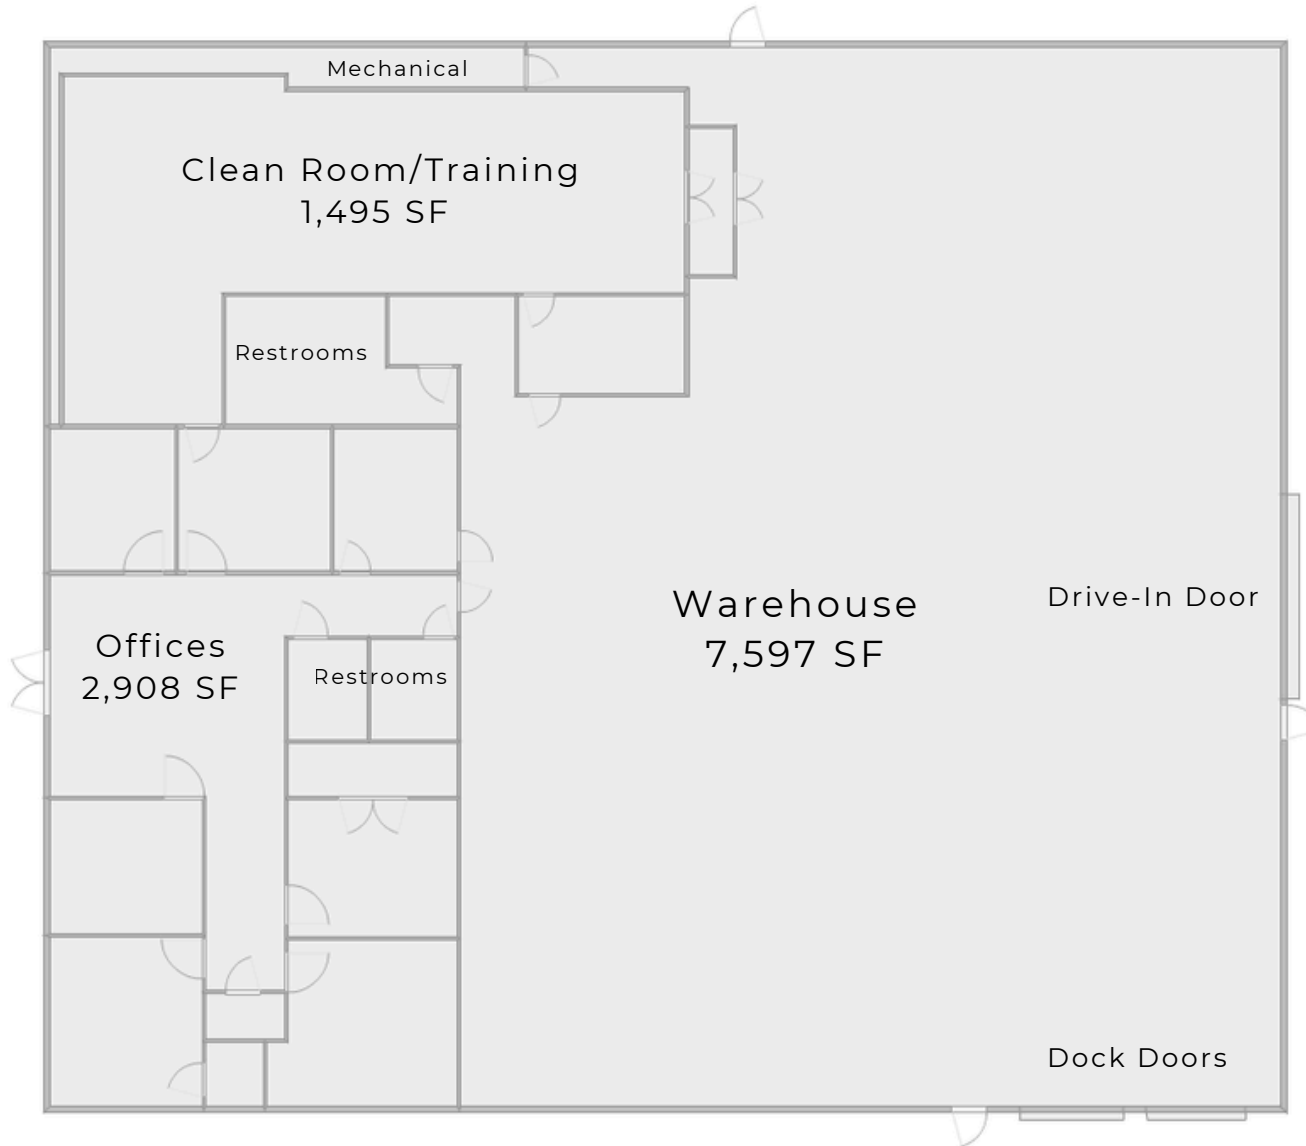 Mechanical
Clean Room/Training
1,495 SF
Restrooms
Warehouse
7,597 SF
Drive-In Door
Offices
2,908 SF
Restrooms
Dock Doors